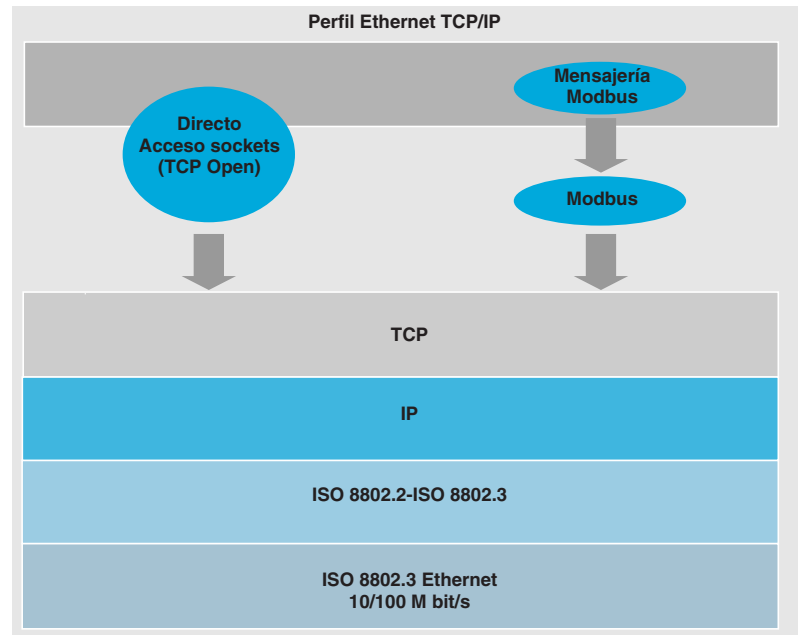 Perfil Ethernet TCP/IP
Mensajería
Modbus
Directo
Acceso sockets
(TCP Open)
Modbus
TCP
IP
ISO 8802.2-ISO 8802.3
ISO 8802.3 Ethernet
10/100 M bit/s